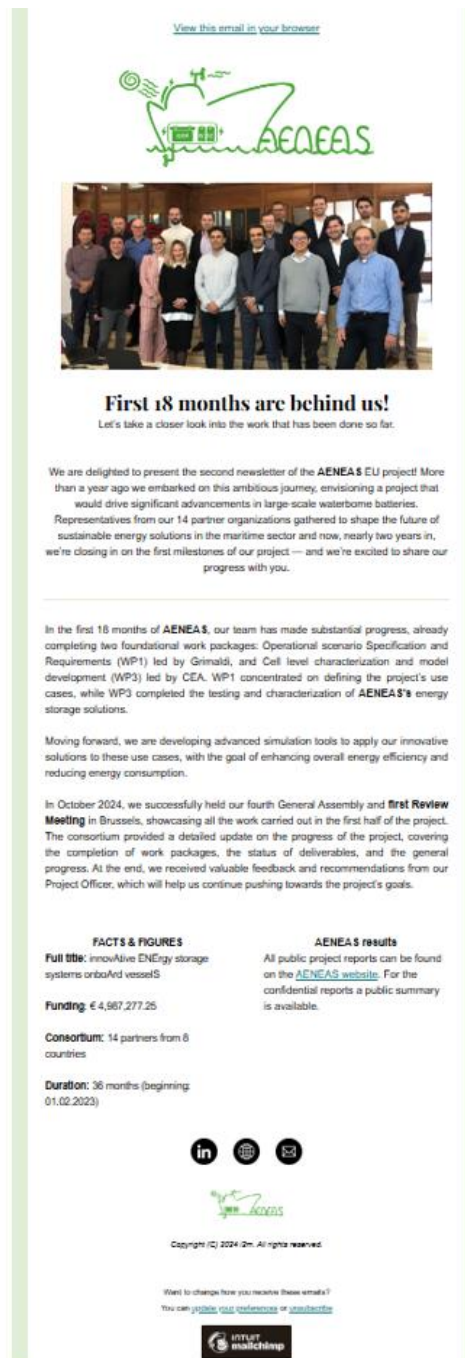 View this email in your browser
AENEAS
First 18 months are behind us!
Let's take a closer look into the work that has been done so far.
We are delighted to present the second newsletter of the AENEAS EU project! More
than a year ago we embarked on this ambitious journey, envisioning a project that
would drive significant advancements in large-scale waterborne batteries.
Representatives from our 14 partner organizations gathered to shape the future of
sustainable energy solutions in the maritime sector and now, nearly two years in,
we're closing in on the first milestones of our project — and we're excited to share our
progress with you.
In the first 18 months of AENEAS, our team has made substantial progress, already
completing two foundational work packages: Operational scenario Specification and
Requirements (WP1) led by Grimaldi, and Cell level characterization and model
development (WP3) led by CEA. WP1 concentrated on defining the project's use
cases, while WP3 completed the testing and characterization of AENEAS's energy
storage solutions.
Moving forward, we are developing advanced simulation tools to apply our innovative
solutions to these use cases, with the goal of enhancing overall energy efficiency and
reducing energy consumption.
In October 2024, we successfully held our fourth General Assembly and first Review
Meeting in Brussels, showcasing all the work carried out in the first half of the project.
The consortium provided a detailed update on the progress of the project, covering
the completion of work packages, the status of deliverables, and the general
progress. At the end, we received valuable feedback and recommendations from our
Project Officer, which will help us continue pushing towards the project's goals.
FACTS & FIGURES
Full title: innovAtive ENErgy storage
systems onboArd vesselS
Funding: € 4,987,277.25
Consortium: 14 partners from 8
countries
Duration: 36 months (beginning:
01.02.2023)
AENEAS results
All public project reports can be found
on the AENEAS website. For the
confidential reports a public summary
is available.
in
AENEAS
Copyright (C) 2024 i2m. All rights reserved.
Want to change how you receive these emails?
You can update your preferences or unsubscribe
INTUIT
mailchimp